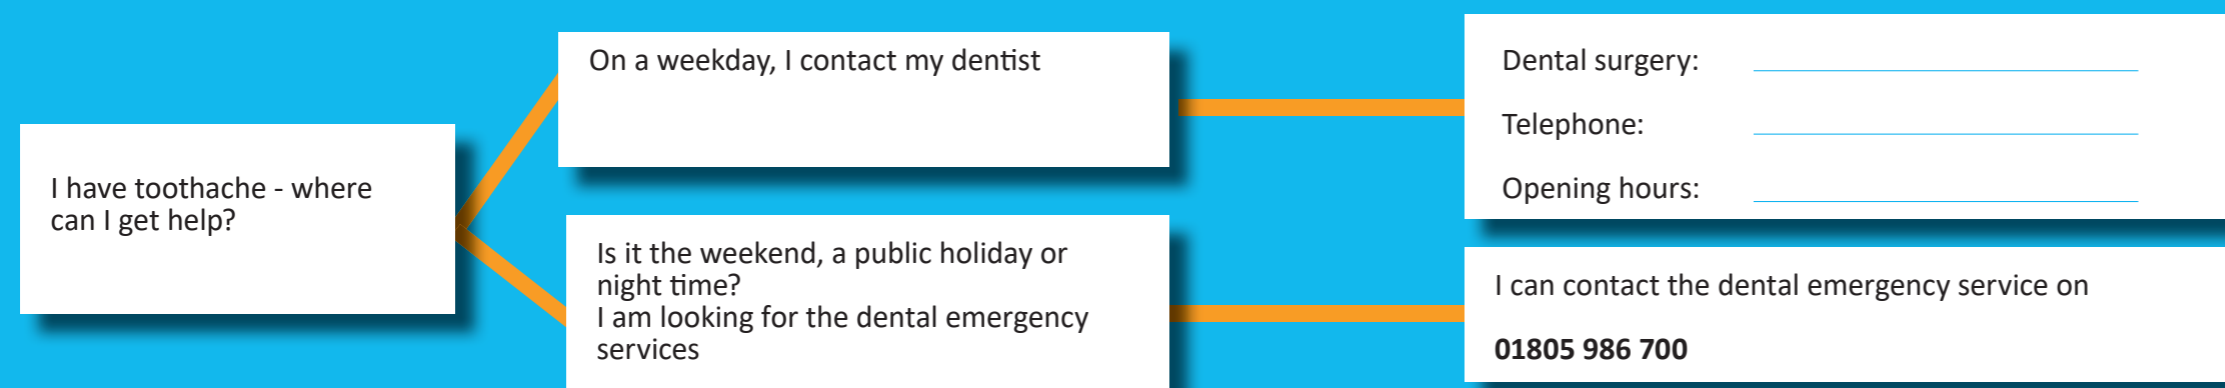 I have toothache - where
can I get help?
On a weekday, I contact my dentist
Dental surgery:
Telephone:
Opening hours:
Is it the weekend, a public holiday or
night time?
I am looking for the dental emergency
services
I can contact the dental emergency service on
01805 986 700